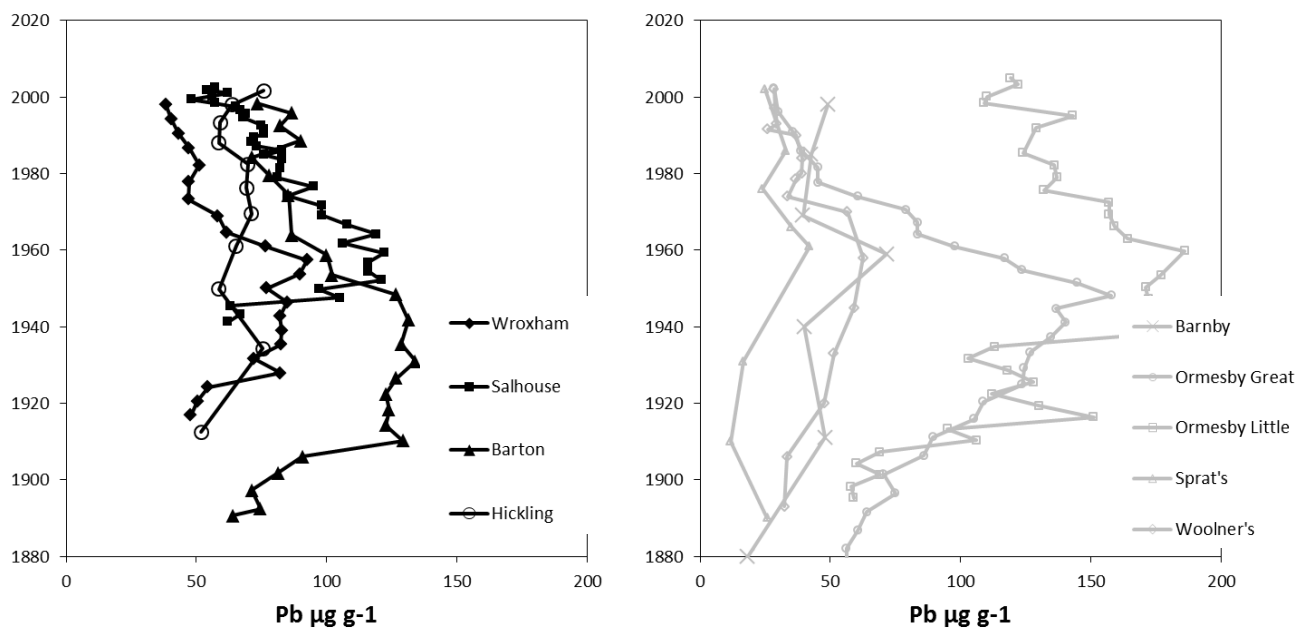 2020
2000
1980
1960
1940
1920
1900
1880
0
50
100
150
200
Pb µg g-1
Wroxham
Salhouse
Barton
Hickling
2020
2000
1980
1960
1940
1920
1900
1880
0
50
100
150
200
Pb µg g-1
Barnby
Ormesby Great
Ormesby Little
Sprat's
Woolner's